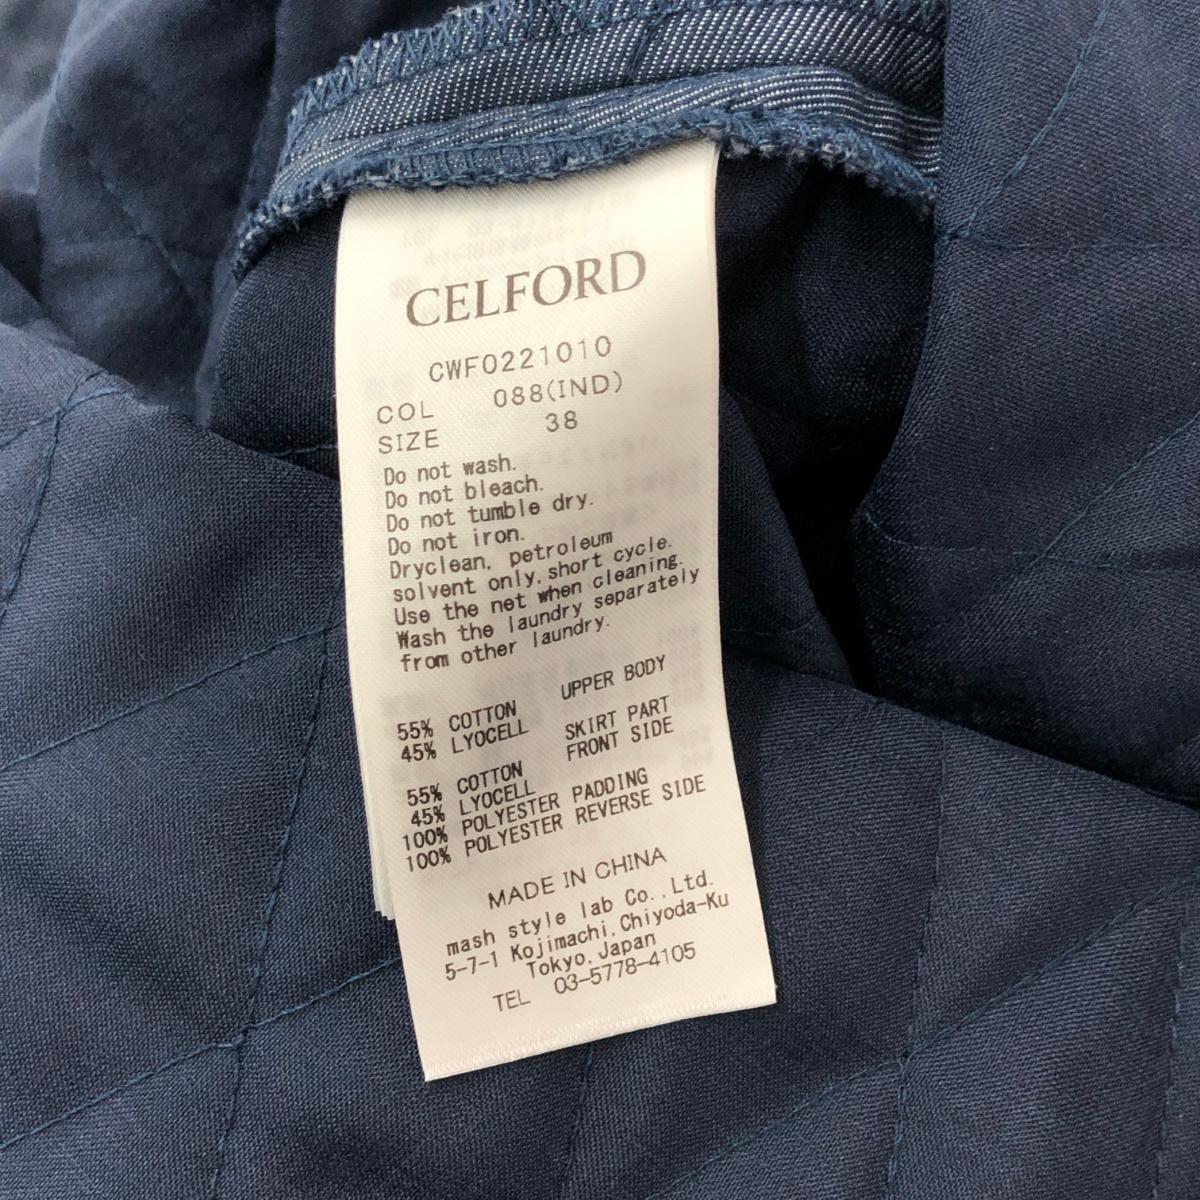 CELFORD
CWF0221010
COL 088(IND)
SIZE 38
Do not wash.
Do not bleach.
Do not tumble dry.
Do not iron.
Dryclean, petroleum
solvent only, short cycle.
Use the net when cleaning.
Wash the laundry separately
from other laundry.
UPPER BODY
55% COTTON
45% LYOCELL
SKIRT PART
FRONT SIDE
55% COTTON
45% LYOCELL
100% POLYESTER PADDING
100% POLYESTER REVERSE SIDE
MADE IN CHINA
mash style lab Co.,Ltd.
5-7-1 Kojimachi,Chiyoda-Ku
Tokyo,Japan
TEL 03-5778-4105